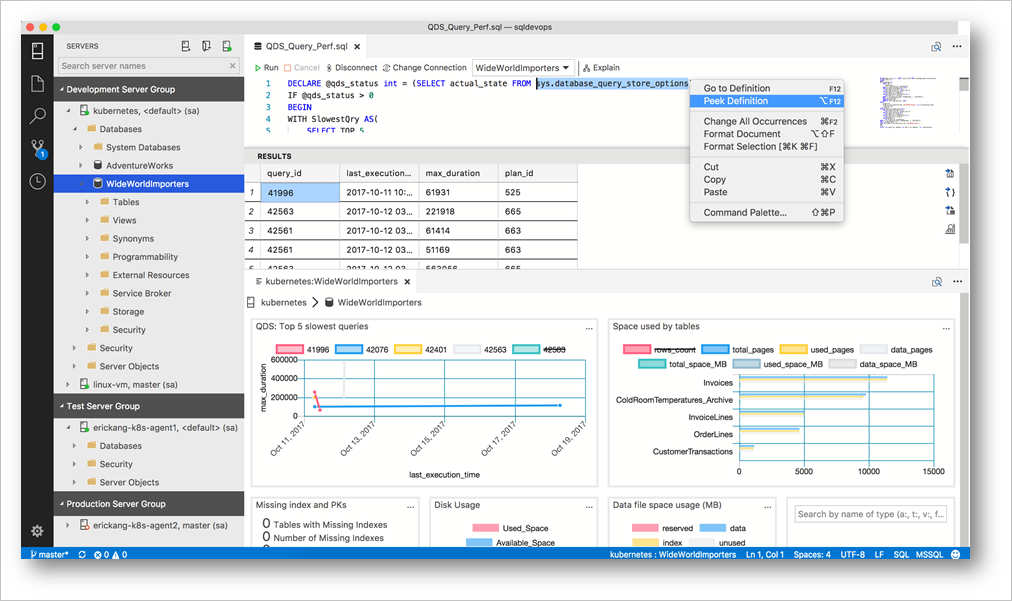 QDS_Query_Perf.sql — sqldevops
SERVERS
Search server names
Development Server Group
kubernetes, <default> (sa)
Databases
System Databases
AdventureWorks
WideWorldImporters
Tables
Views
Synonyms
Programmability
External Resources
Service Broker
Storage
Security
Security
Server Objects
linux-vm, master (sa)
Test Server Group
erickang-k8s-agent1, <default> (sa)
Databases
Security
Server Objects
Production Server Group
erickang-k8s-agent2, master (sa)
QDS_Query_Perf.sql
Run Cancel Disconnect Change Connection WideWorldImporters Explain
1 DECLARE @qds_status int = (SELECT actual_state FROM sys.database_query_store_options
2 IF @qds_status > 0
3 BEGIN
4 WITH SlowestQry AS(
5 SELECT TOP 5
Go to Definition F12
Peek Definition ⌥F12
Change All Occurrences ⌘F2
Format Document ⌥⇧F
Format Selection [⌘K ⌘F]
Cut ⌘X
Copy ⌘C
Paste ⌘V
Command Palette... ⇧⌘P
RESULTS
query_id last_execution... max_duration plan_id
1 41996 2017-10-11 10:... 61931 525
2 42563 2017-10-12 03... 221918 665
3 42561 2017-10-12 03... 61414 663
4 42561 2017-10-12 03... 51169 663
5 42563 2017-10-12 03... 563056 665
kubernetes:WideWorldImporters
kubernetes WideWorldImporters
QDS: Top 5 slowest queries ...
41996 42076 42401 42563 42589
max_duration
600000
400000
200000
0
Oct 11, 2017 Oct 13, 2017 Oct 15, 2017 Oct 17, 2017 Oct 19, 2017
last_execution_time
Space used by tables ...
rows_count total_pages used_pages data_pages
total_space_MB used_space_MB data_space_MB
Invoices
ColdRoomTemperatures_Archive
InvoiceLines
OrderLines
CustomerTransactions
0 5000 10000 15000
Missing index and PKs ...
0 Tables with Missing Indexes
0 Number of Missing Indexes
Disk Usage ...
Used_Space
Available_Space
Data file space usage (MB) ...
reserved data
index unused
Search by name of type (a:, t:, v:, f...
1
master* 0 0
kubernetes : WideWorldImporters Ln 1, Col 1 Spaces: 4 UTF-8 LF SQL MSSQL